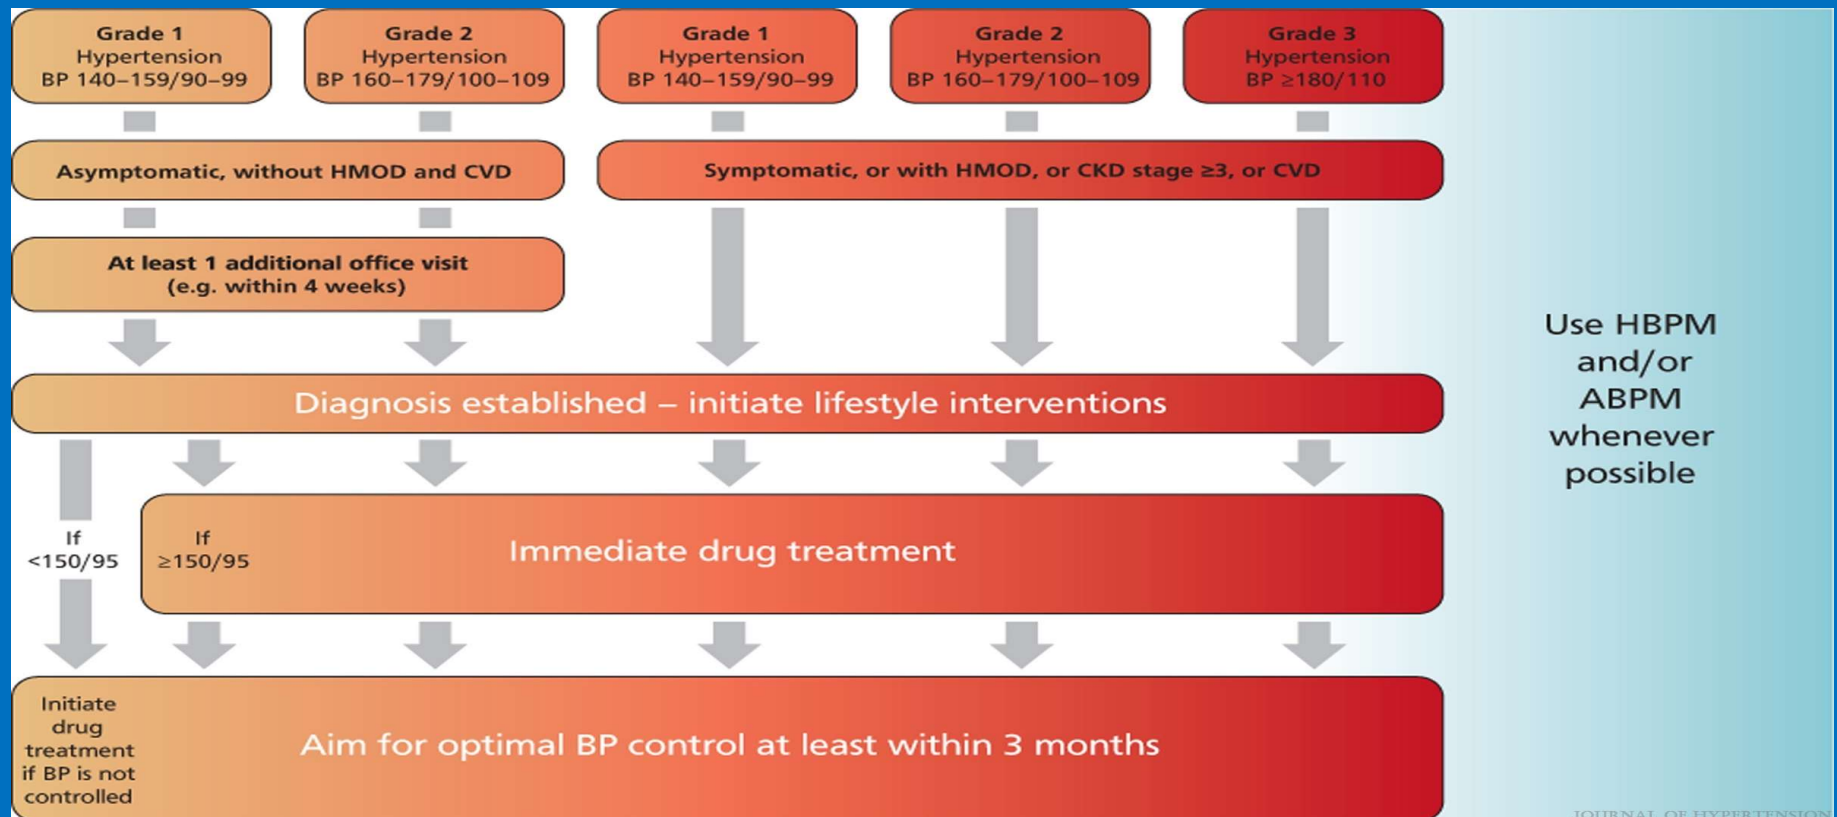 Grade 1
Hypertension
BP 140–159/90–99
Grade 2
Hypertension
BP 160–179/100–109
Grade 1
Hypertension
BP 140–159/90–99
Grade 2
Hypertension
BP 160–179/100–109
Grade 3
Hypertension
BP ≥180/110
Asymptomatic, without HMOD and CVD
Symptomatic, or with HMOD, or CKD stage ≥3, or CVD
At least 1 additional office visit
(e.g. within 4 weeks)
Diagnosis established – initiate lifestyle interventions
If
<150/95
If
≥150/95
Immediate drug treatment
Initiate
drug
treatment
if BP is not
controlled
Aim for optimal BP control at least within 3 months
Use HBPM
and/or
ABPM
whenever
possible
JOURNAL OF HYPERTENSION